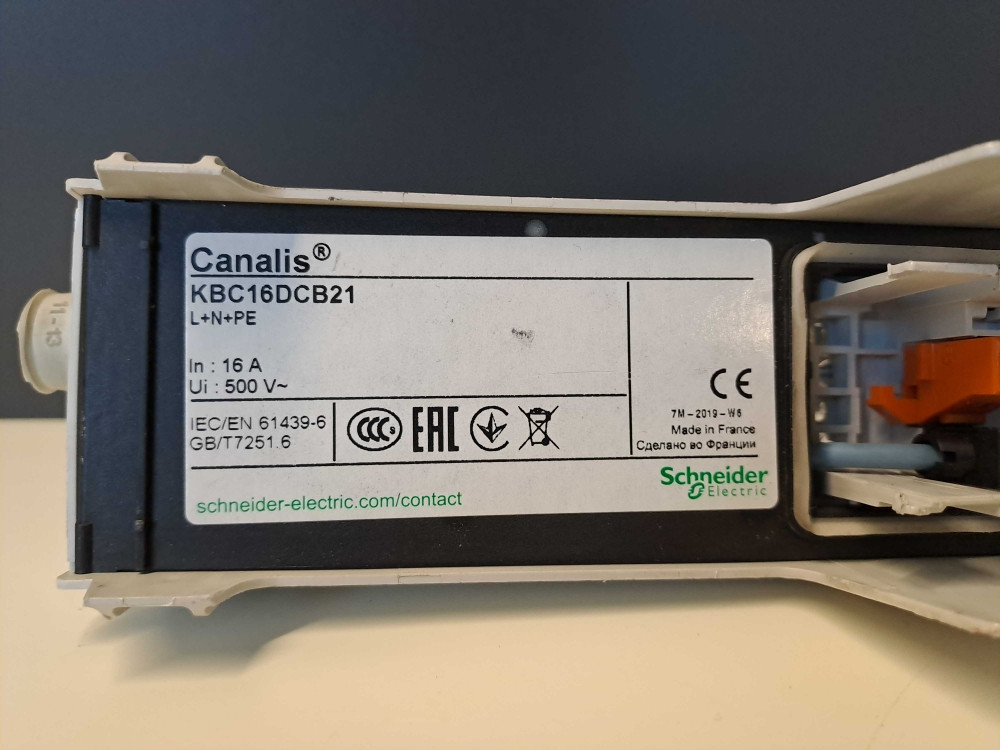 Canalis®
KBC16DCB21
L+N+PE
In : 16 A
Ui : 500 V~
IEC/EN 61439-6
GB/T7251.6
CCC S
EAC
CE
7M-2019-W6
Made in France
Сделано во Франции
schneider-electric.com/contact
Schneider
Electric
11-13